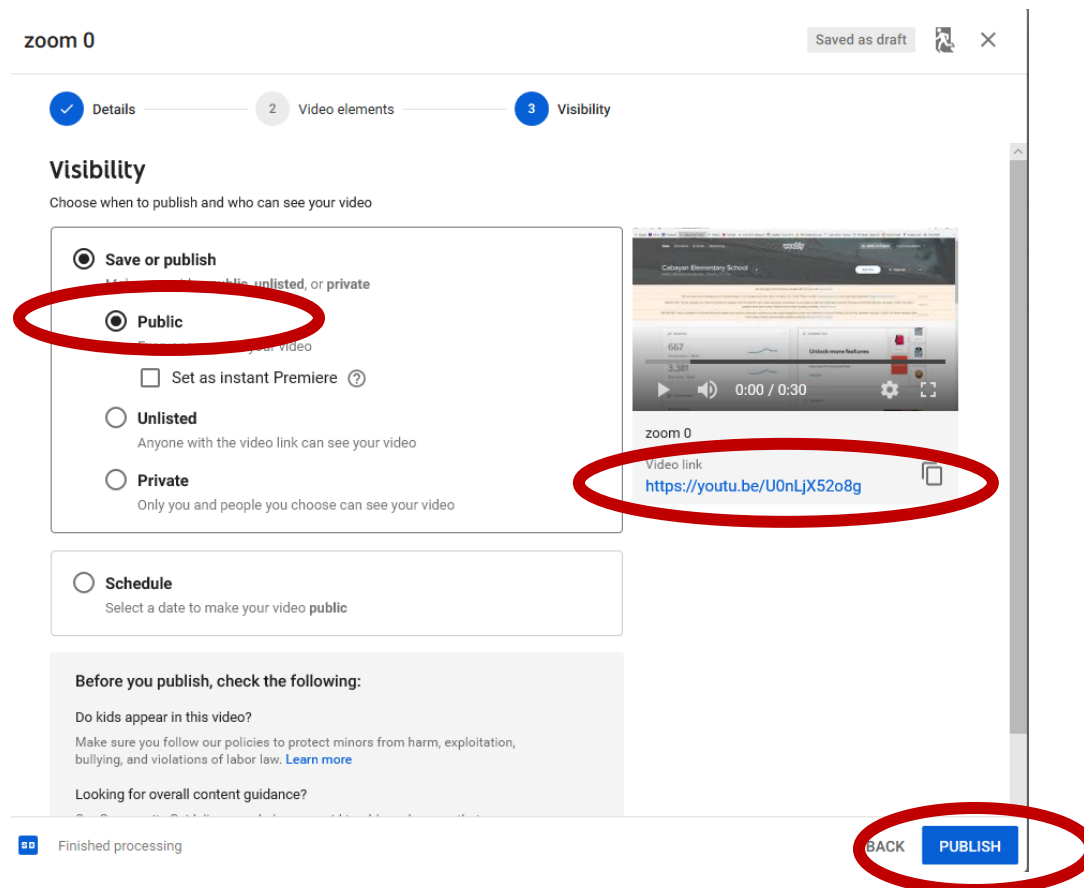 zoom 0
Saved as draft
Details
2
Video elements
3
Visibility
Visibility
Choose when to publish and who can see your video
Save or publish
unlisted, or private
Public
video
Set as instant Premiere ?
Unlisted
Anyone with the video link can see your video
Private
Only you and people you choose can see your video
Schedule
Select a date to make your video public
weebly
Cabayan Elementary School
667
Unlock more features
3,381
0:00 / 0:30
zoom 0
Video link
https://youtu.be/U0nLjX52o8g
Before you publish, check the following:
Do kids appear in this video?
Make sure you follow our policies to protect minors from harm, exploitation,
bullying, and violations of labor law. Learn more
Looking for overall content guidance?
SD
Finished processing
BACK
PUBLISH